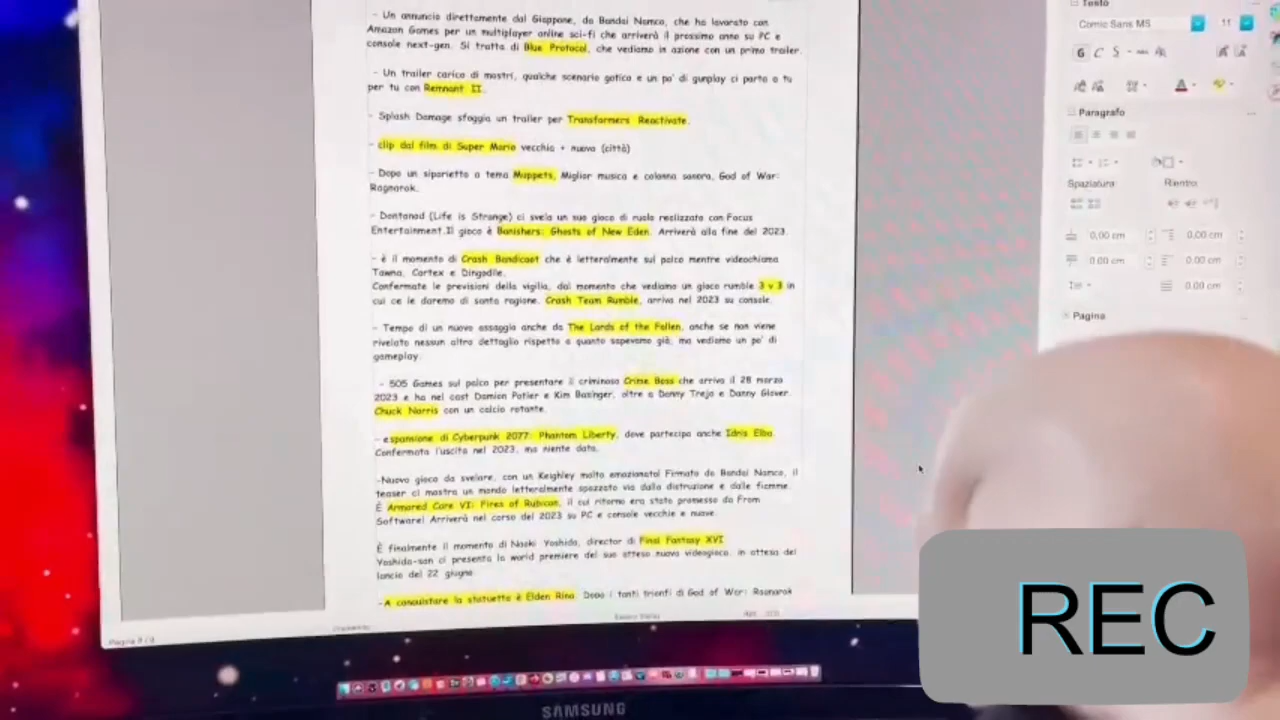 - Un annuncio direttamente dal Giappone, da Bandai Namco, che ha lavorato con
Amazon Games per un multiplayer online sci-fi che arriverà il prossimo anno su PC e
console next-gen. Si tratta di Blue Protocol, che vediamo in azione con un primo trailer.
- Un trailer carico di mostri, qualche scenario gotico e un po' di gunplay ci porta a tu
per tu con Remnant II.
- Splash Damage sfoggia un trailer per Transformers Reactivate.
- clip dal film di Super Mario vecchia + nuova (città)
- Dopo un siparietto a tema Muppets, Miglior musica e colonna sonora, God of War:
Ragnarok.
- Dontonod (Life is Strange) ci svela un suo gioco di ruolo realizzato con Focus
Entertainment.Il gioco è Banishers: Ghosts of New Eden. Arriverà alla fine del 2023.
- è il momento di Crash Bandicoot che è letteralmente sul palco mentre videochiama
Tawna, Cortex e Dingodile.
Confermate le previsioni della vigilia, dal momento che vediamo un gioco rumble 3 v 3 in
cui ce le daremo di santa ragione. Crash Team Rumble, arriva nel 2023 su console.
- Tempo di un nuovo assaggio anche da The Lords of the Fallen, anche se non viene
rivelato nessun altro dettaglio rispetto a quanto sapevamo già, ma vediamo un po' di
gameplay.
- 505 Games sul palco per presentare il criminoso Crime Boss che arriva il 28 marzo
2023 e ha nel cast Damion Poitier e Kim Basinger, oltre a Danny Trejo e Danny Glover.
Chuck Norris con un calcio rotante.
- espansione di Cyberpunk 2077: Phantom Liberty, dove partecipa anche Idris Elba.
Confermata l'uscita nel 2023, ma niente data.
-Nuovo gioco da svelare, con un Keighley molto emozionato! Firmato da Bandai Namco, il
teaser ci mostra un mondo letteralmente spazzato via dalla distruzione e dalle fiamme.
È Armored Core VI: Fires of Rubicon, il cui ritorno era stato promesso da From
Software! Arriverà nel corso del 2023 su PC e console vecchie e nuove.
È finalmente il momento di Naoki Yoshida, director di Final Fantasy XVI
Yoshida-san ci presenta la world premiere del suo atteso nuovo videogioco, in attesa del
lancio del 22 giugno
-A conquistare la statuetta è Elden Ring. Dopo i tanti trionfi di God of War: Ragnarok
Testo
Comic Sans MS 11
G C S
Paragrafo
Spaziatura: Rientro:
0,00 cm 0,00 cm
0,00 cm 0,00 cm
0,00 cm
Pagina
REC
SAMSUNG